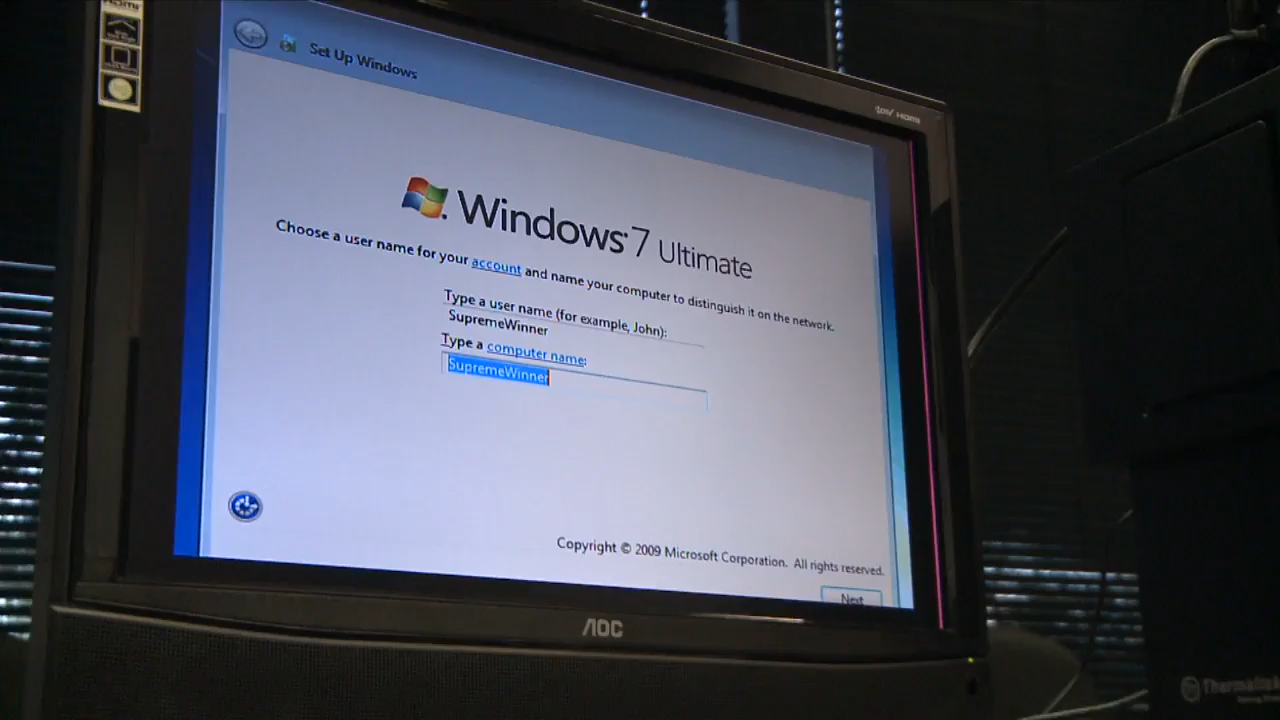 HDMI
Set Up Windows
HDMI
Windows 7 Ultimate
Choose a user name for your account and name your computer to distinguish it on the network.
Type a user name (for example, John):
SupremeWinner
Type a computer name:
SupremeWinner
Copyright © 2009 Microsoft Corporation. All rights reserved.
Next
AOC